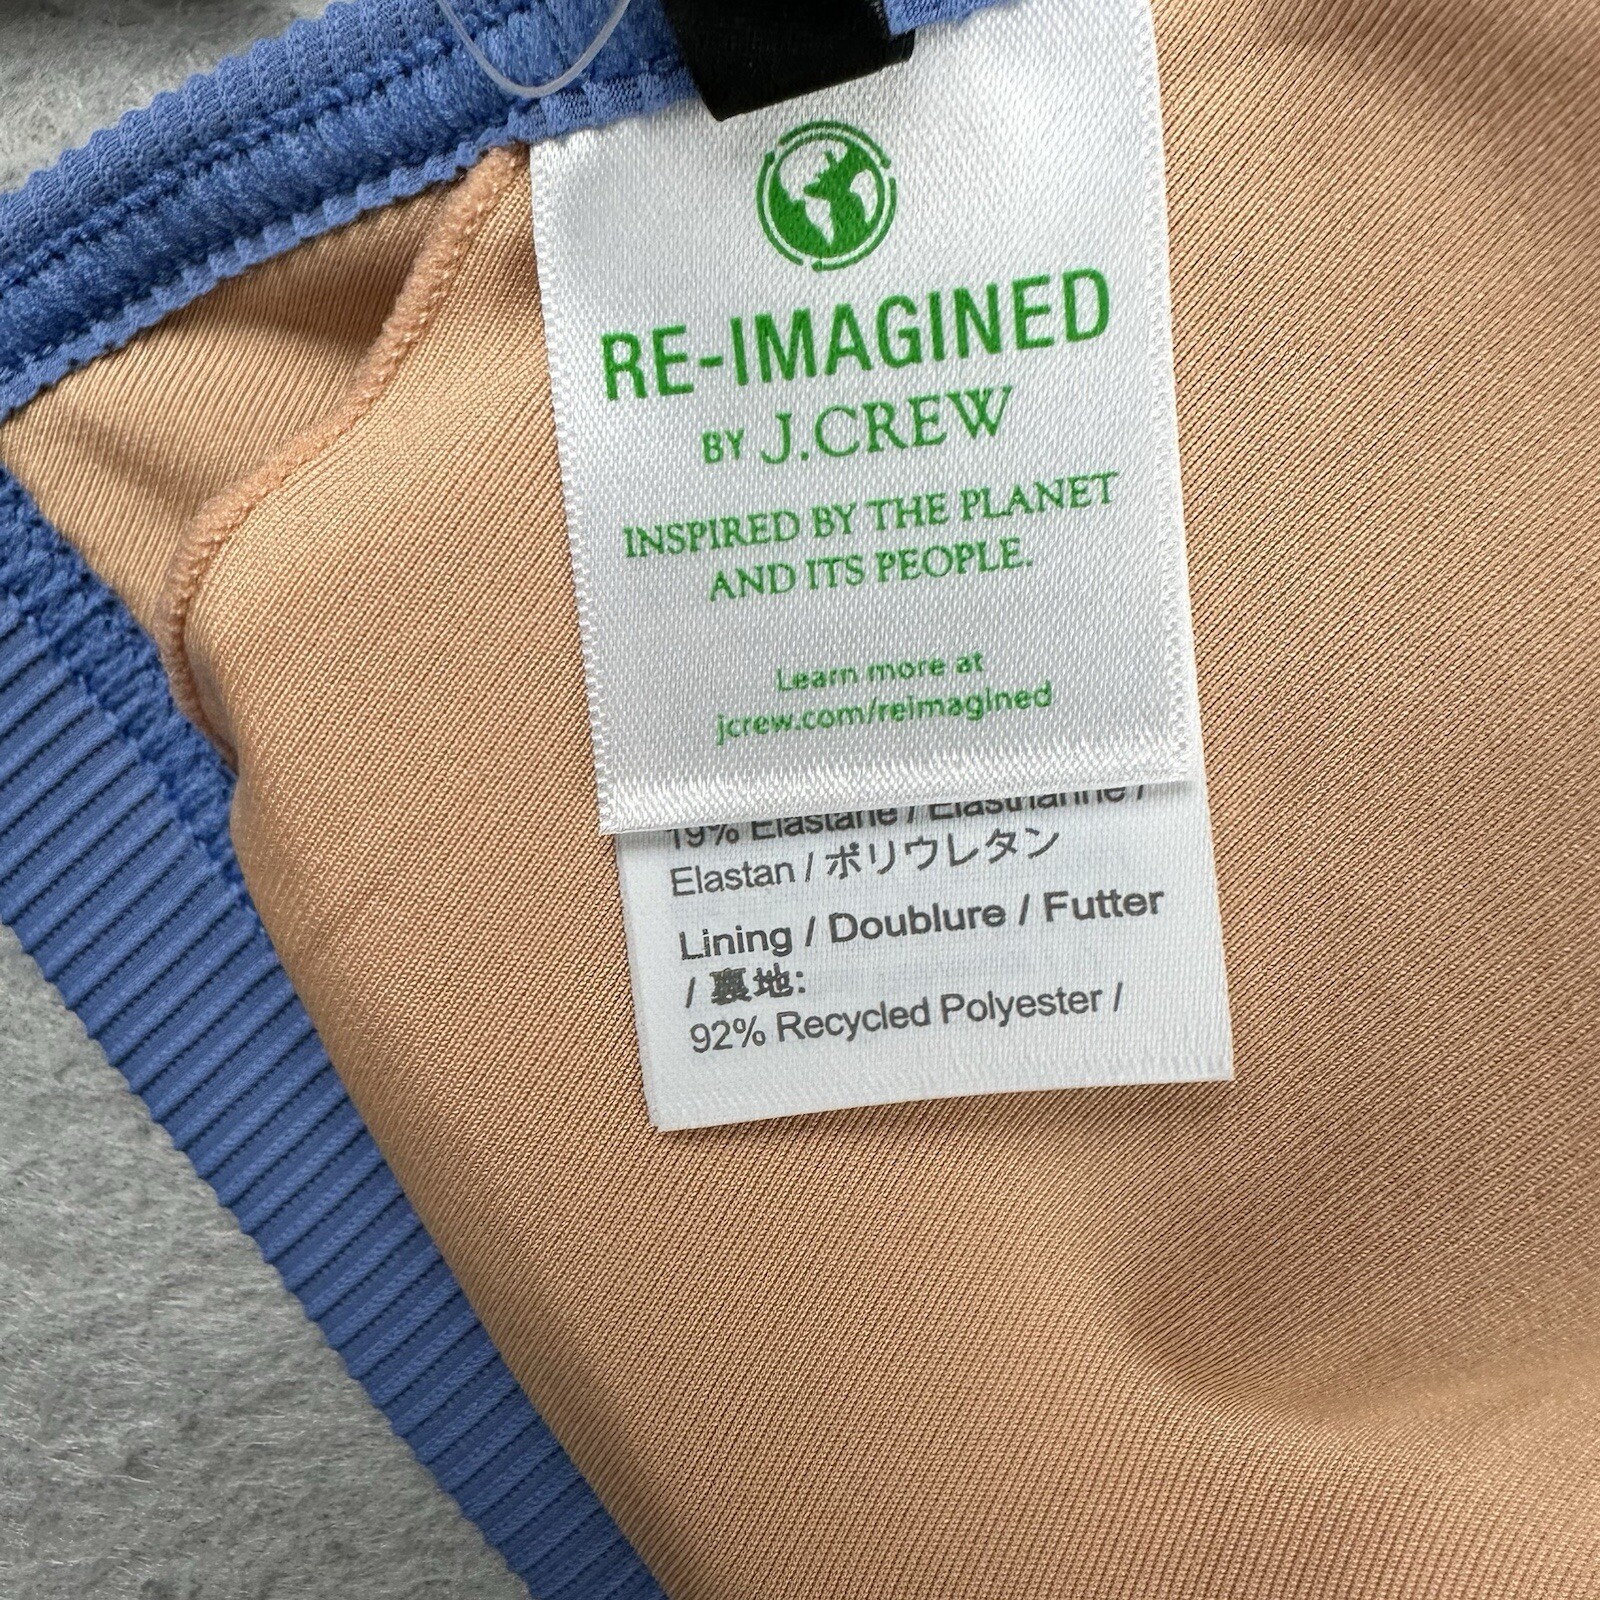 RE-IMAGINED
BY J.CREW
INSPIRED BY THE PLANET
AND ITS PEOPLE.
Learn more at
jcrew.com/reimagined
19% Elastane / Élasthanne /
Elastan / ポリウレタン
Lining / Doublure / Futter
/ 裏地:
92% Recycled Polyester /